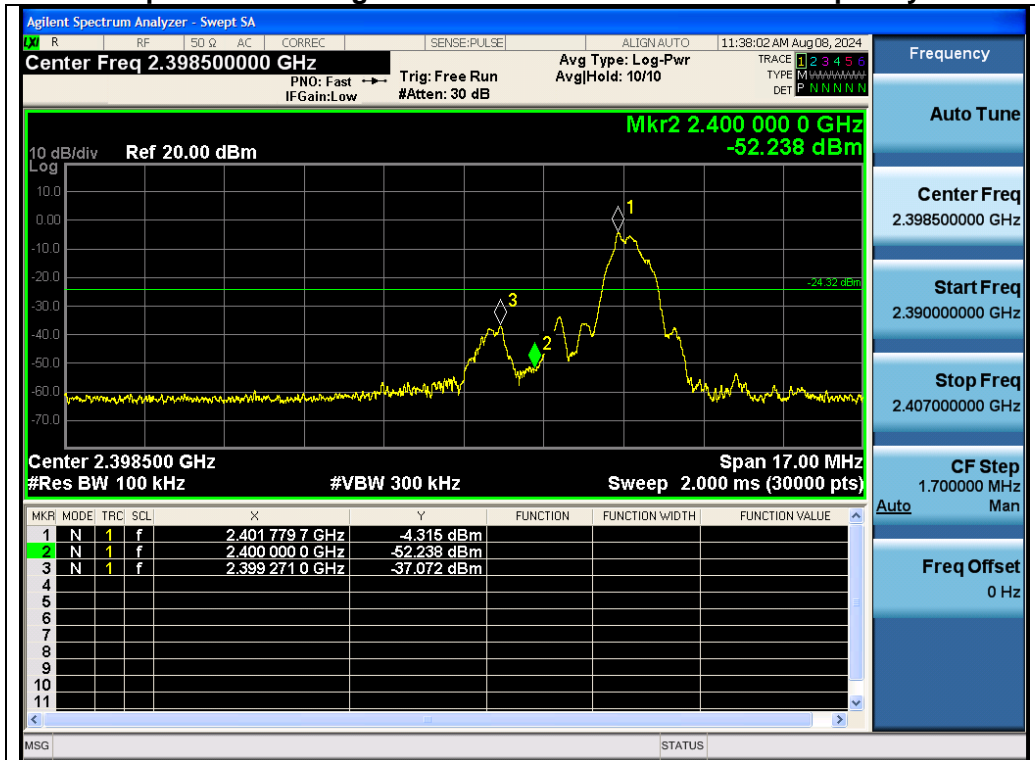 Agilent Spectrum Analyzer - Swept SA
LXI R RF 50 Ω AC CORREC SENSE:PULSE ALIGN AUTO 11:38:02 AM Aug 08, 2024
Center Freq 2.398500000 GHz
PNO: Fast
IFGain:Low
Trig: Free Run
#Atten: 30 dB
Avg Type: Log-Pwr
Avg|Hold: 10/10
TRACE 1 2 3 4 5 6
TYPE M WWWWW
DET P N N N N N
Mkr2 2.400 000 0 GHz
-52.238 dBm
10 dB/div Ref 20.00 dBm
Log
10.0
0.00
-10.0
-20.0
-30.0
-40.0
-50.0
-60.0
-70.0
1
-24.32 dBm
3
2
Center 2.398500 GHz Span 17.00 MHz
#Res BW 100 kHz #VBW 300 kHz Sweep 2.000 ms (30000 pts)
MKR MODE TRC SCL X Y FUNCTION FUNCTION WIDTH FUNCTION VALUE
1 N 1 f 2.401 779 7 GHz -4.315 dBm
2 N 1 f 2.400 000 0 GHz -52.238 dBm
3 N 1 f 2.399 271 0 GHz -37.072 dBm
4
5
6
7
8
9
10
11
MSG STATUS
Frequency
Auto Tune
Center Freq
2.398500000 GHz
Start Freq
2.390000000 GHz
Stop Freq
2.407000000 GHz
CF Step
1.700000 MHz
Auto Man
Freq Offset
0 Hz